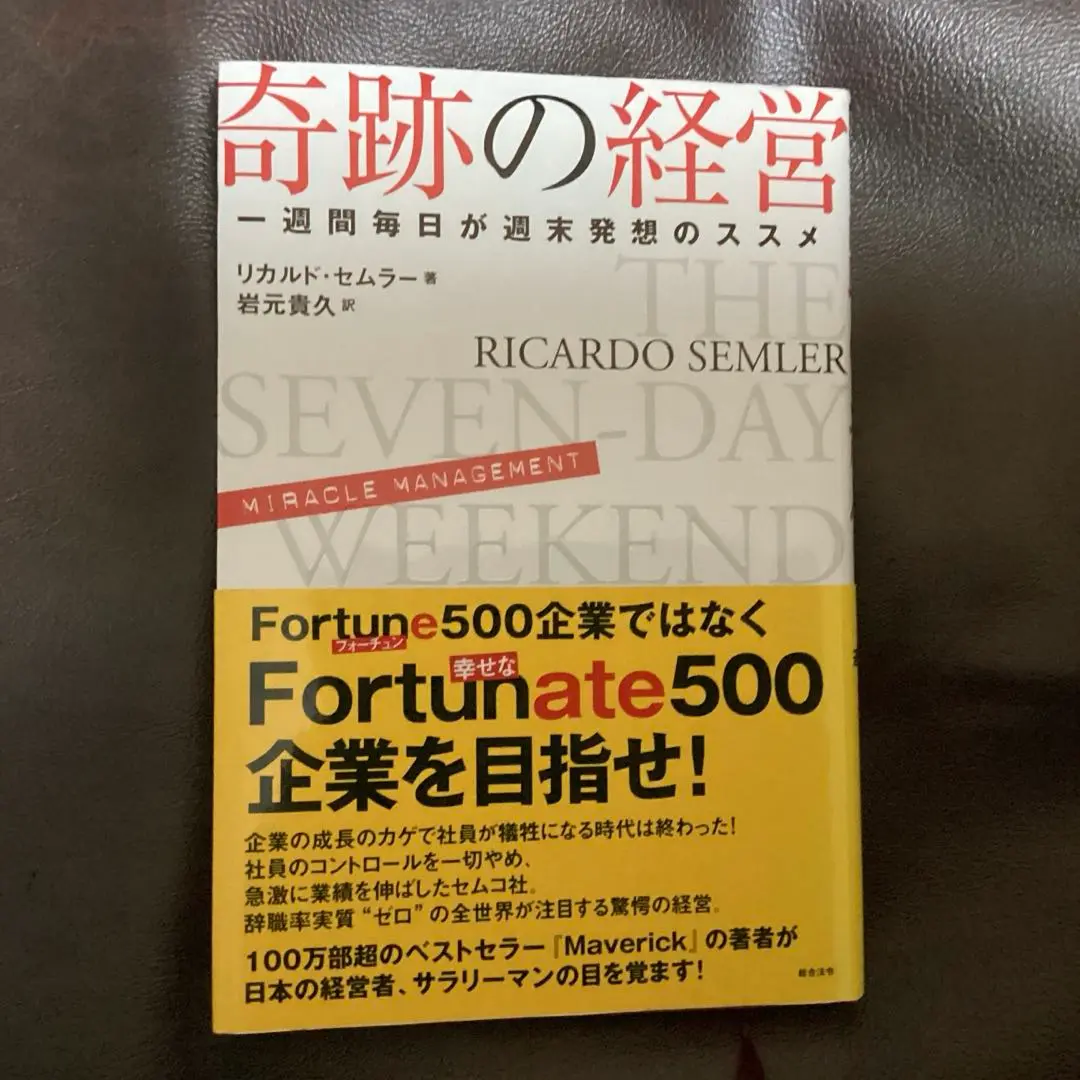 奇跡の経営
一週間毎日が週末発想のススメ
リカルド・セムラー 著
岩元貴久 訳
THE
RICARDO SEMLER
SEVEN-DAY
MIRACLE MANAGEMENT
WEEKEND
Fortune500企業ではなく
フォーチュン
幸せな
Fortunate500
企業を目指せ!
企業の成長のカゲで社員が犠牲になる時代は終わった!
社員のコントロールを一切やめ、
急激に業績を伸ばしたセムコ社。
辞職率実質“ゼロ”の全世界が注目する驚愕の経営。
100万部超のベストセラー『Maverick』の著者が
日本の経営者、サラリーマンの目を覚ます!
総合法令